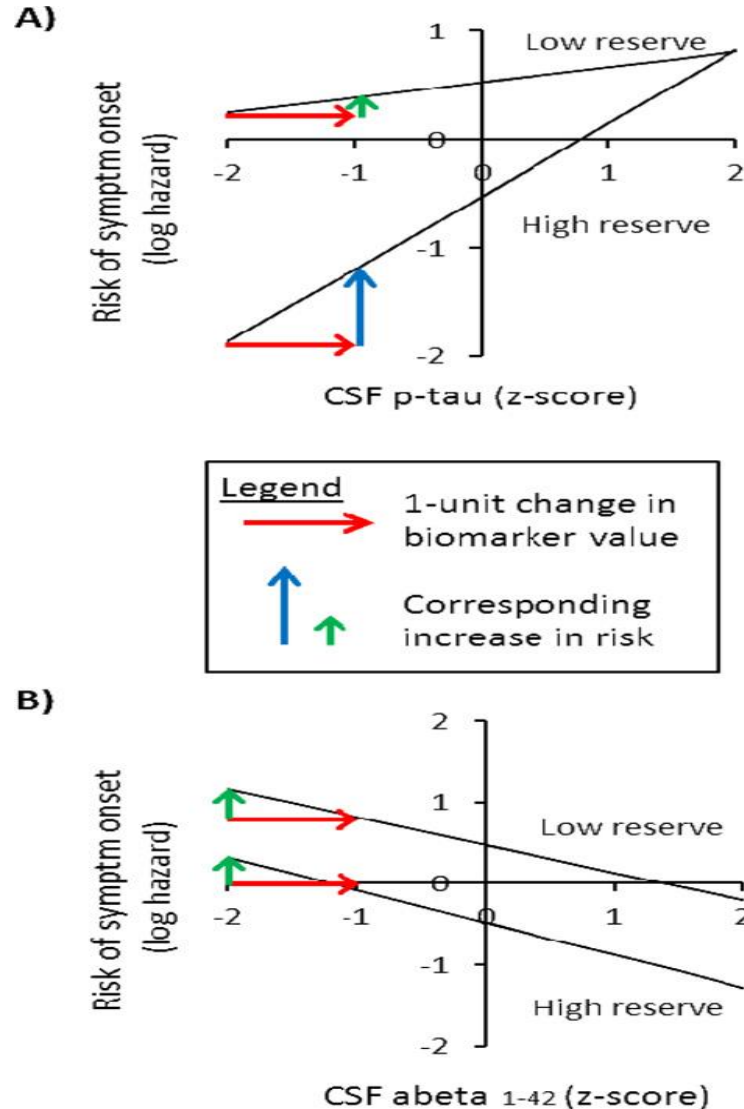 A)
Risk of symptm onset
(log hazard)
1
Low reserve
0
-2
-1
0
1
2
-1
High reserve
-2
CSF p-tau (z-score)
Legend
1-unit change in
biomarker value
Corresponding
increase in risk
B)
Risk of symptm onset
(log hazard)
2
1
Low reserve
0
-2
-1
0
1
2
-1
High reserve
-2
CSF abeta 1-42 (z-score)